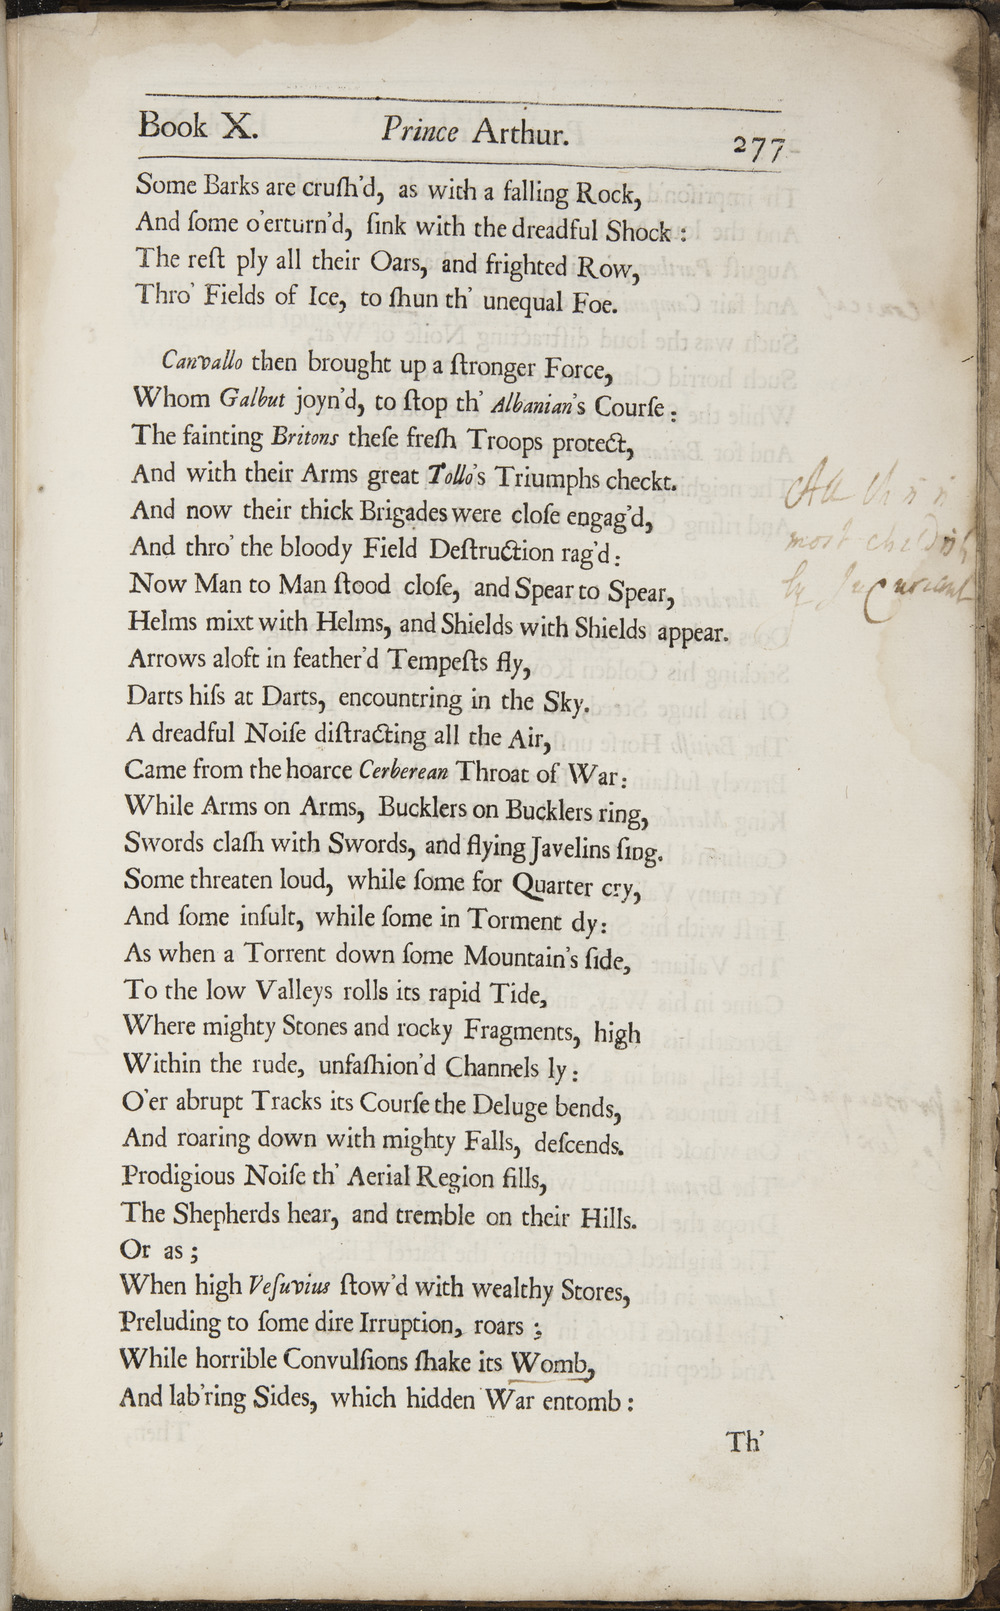 Book X. Prince Arthur. 277
Some Barks are cruſh'd, as with a falling Rock,
And ſome o'erturn'd, ſink with the dreadful Shock :
The reſt ply all their Oars, and frighted Row,
Thro' Fields of Ice, to ſhun th' unequal Foe.
Canvallo then brought up a ſtronger Force,
Whom Galbut joyn'd, to ſtop th' Albanian's Courſe :
The fainting Britons theſe freſh Troops protect,
And with their Arms great Tollo's Triumphs checkt.
And now their thick Brigades were cloſe engag'd,
And thro' the bloody Field Deſtruction rag'd :
Now Man to Man ſtood cloſe, and Spear to Spear,
Helms mixt with Helms, and Shields with Shields appear.
Arrows aloft in feather'd Tempeſts fly,
Darts hiſs at Darts, encountring in the Sky.
A dreadful Noiſe diſtracting all the Air,
Came from the hoarce Cerberean Throat of War :
While Arms on Arms, Bucklers on Bucklers ring,
Swords claſh with Swords, and flying Javelins ſing.
Some threaten loud, while ſome for Quarter cry,
And ſome inſult, while ſome in Torment dy :
As when a Torrent down ſome Mountain's ſide,
To the low Valleys rolls its rapid Tide,
Where mighty Stones and rocky Fragments, high
Within the rude, unfaſhion'd Channels ly :
O'er abrupt Tracks its Courſe the Deluge bends,
And roaring down with mighty Falls, deſcends.
Prodigious Noiſe th' Aerial Region fills,
The Shepherds hear, and tremble on their Hills.
Or as ;
When high Veſuvius ſtow'd with wealthy Stores,
Preluding to ſome dire Irruption, roars ;
While horrible Convulſions ſhake its Womb,
And lab'ring Sides, which hidden War entomb :
Th'
All this is
most childish
ly